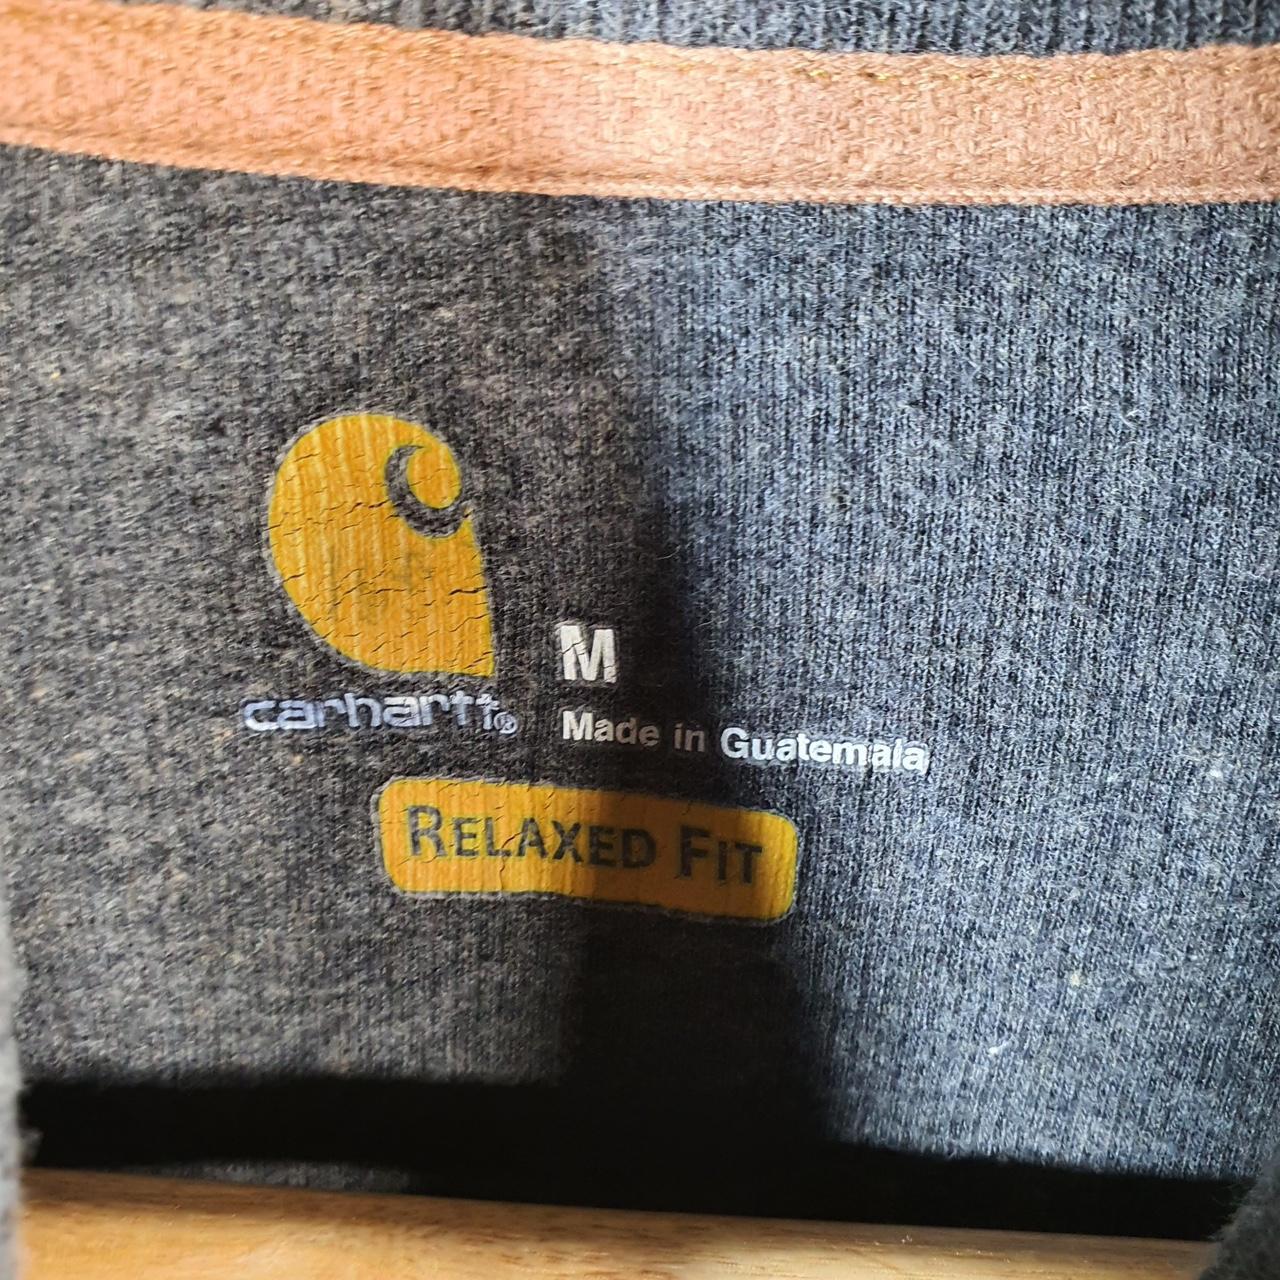 M
carhartt®
Made in Guatemala
RELAXED FIT